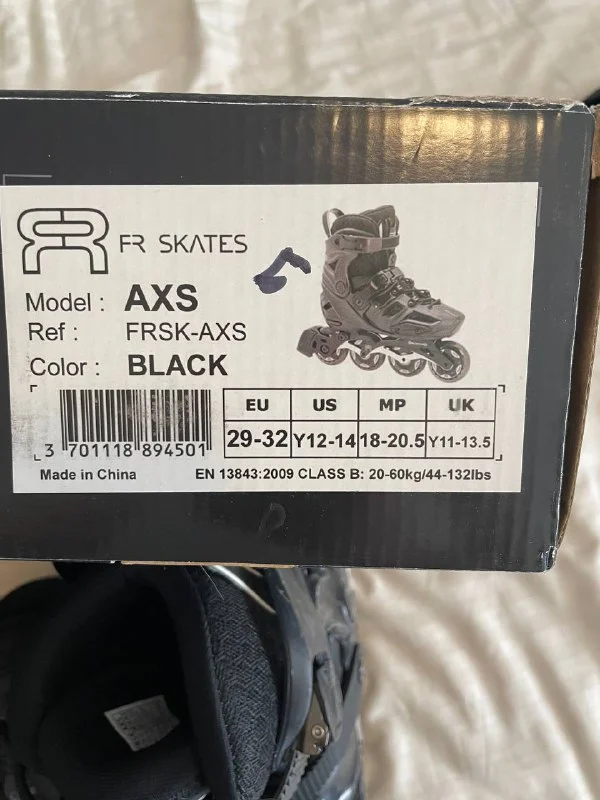 FR SKATES
Model : AXS
Ref : FRSK-AXS
Color : BLACK
EU US MP UK
29-32 Y12-14 18-20.5 Y11-13.5
3 701118 894501
Made in China EN 13843:2009 CLASS B: 20-60kg/44-132lbs